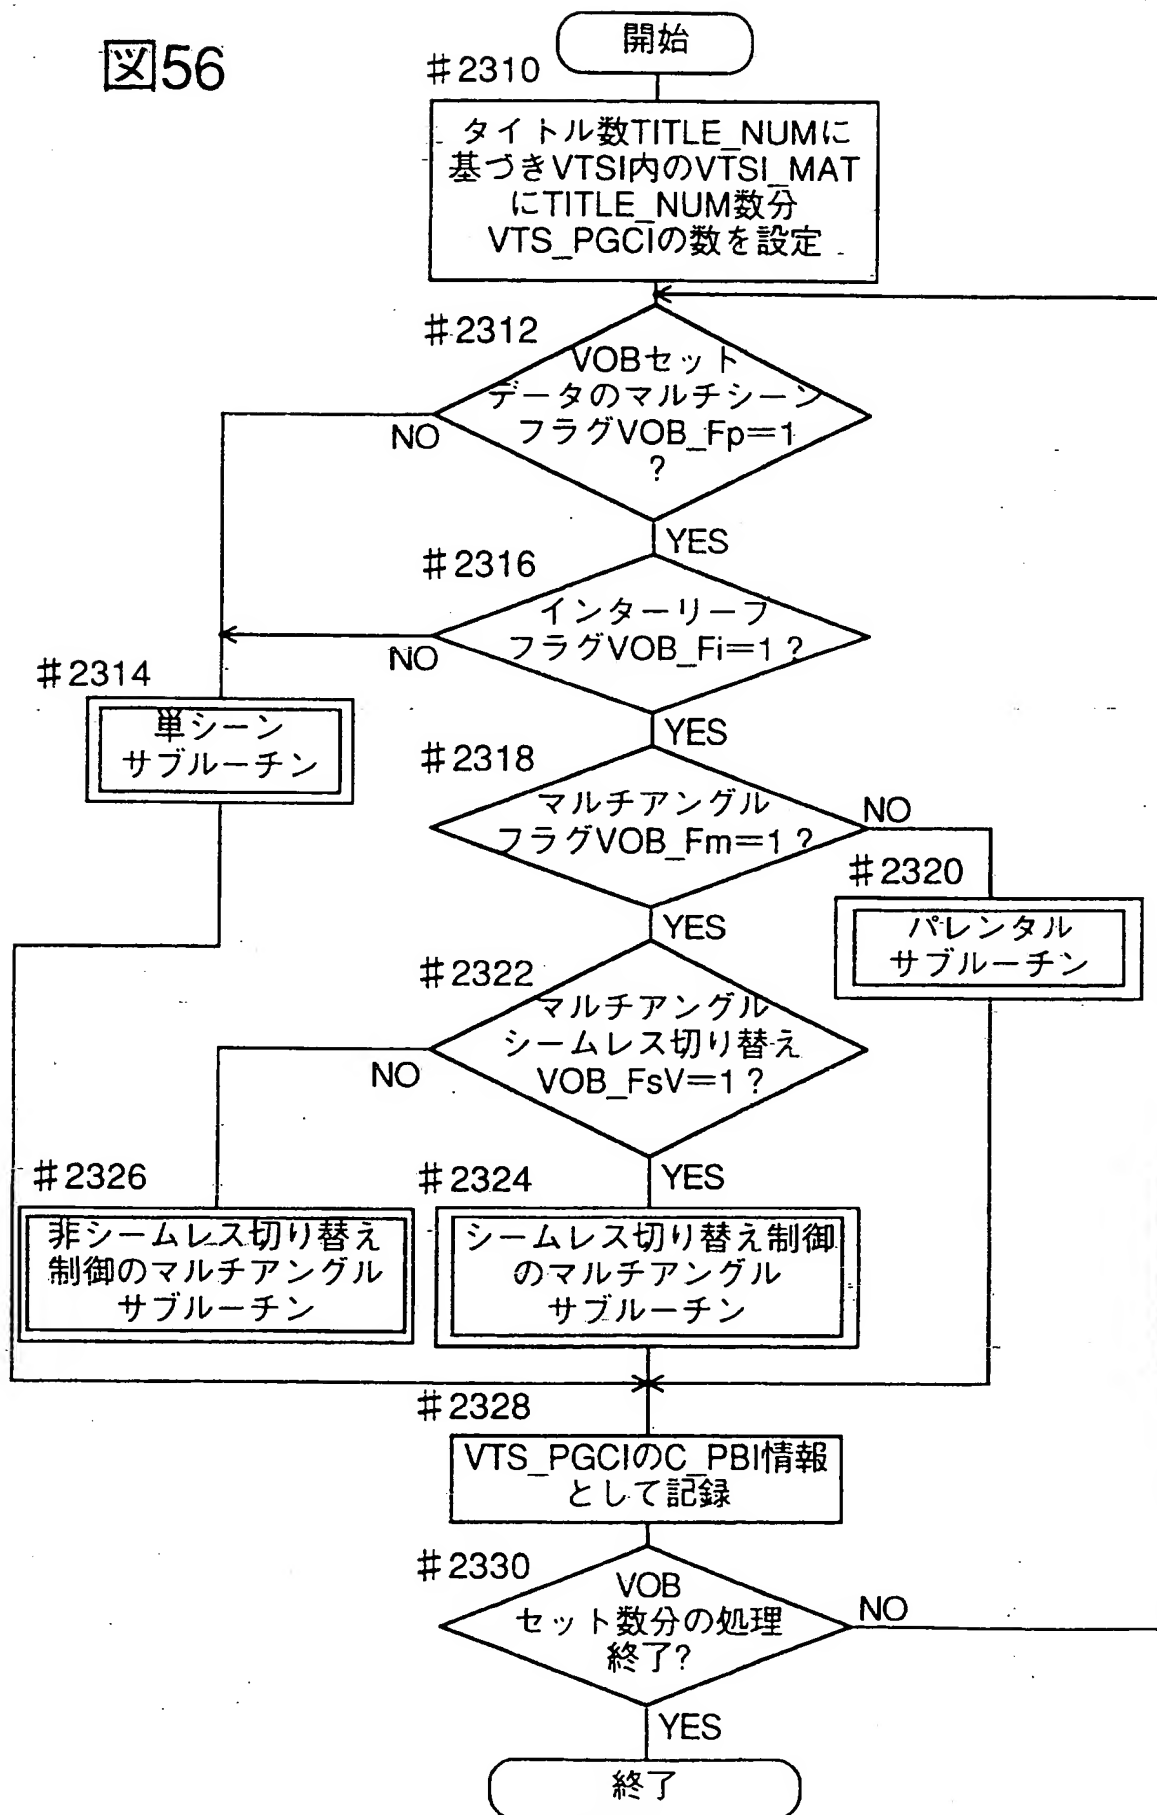 図56
開始
#2310
タイトル数TITLE_NUMに
基づきVTSI内のVTSI_MAT
にTITLE_NUM数分
VTS_PGCIの数を設定
#2312
VOBセット
データのマルチシーン
フラグVOB_Fp=1
?
NO
YES
#2316
インターリーフ
フラグVOB_Fi=1?
NO
#2314
単シーン
サブルーチン
YES
#2318
マルチアングル
フラグVOB_Fm=1?
NO
#2320
パレンタル
サブルーチン
YES
#2322
マルチアングル
シームレス切り替え
VOB_FsV=1?
NO
YES
#2326
非シームレス切り替え
制御のマルチアングル
サブルーチン
#2324
シームレス切り替え制御
のマルチアングル
サブルーチン
#2328
VTS_PGCIのC_PBI情報
として記録
#2330
VOB
セット数分の処理
終了?
NO
YES
終了